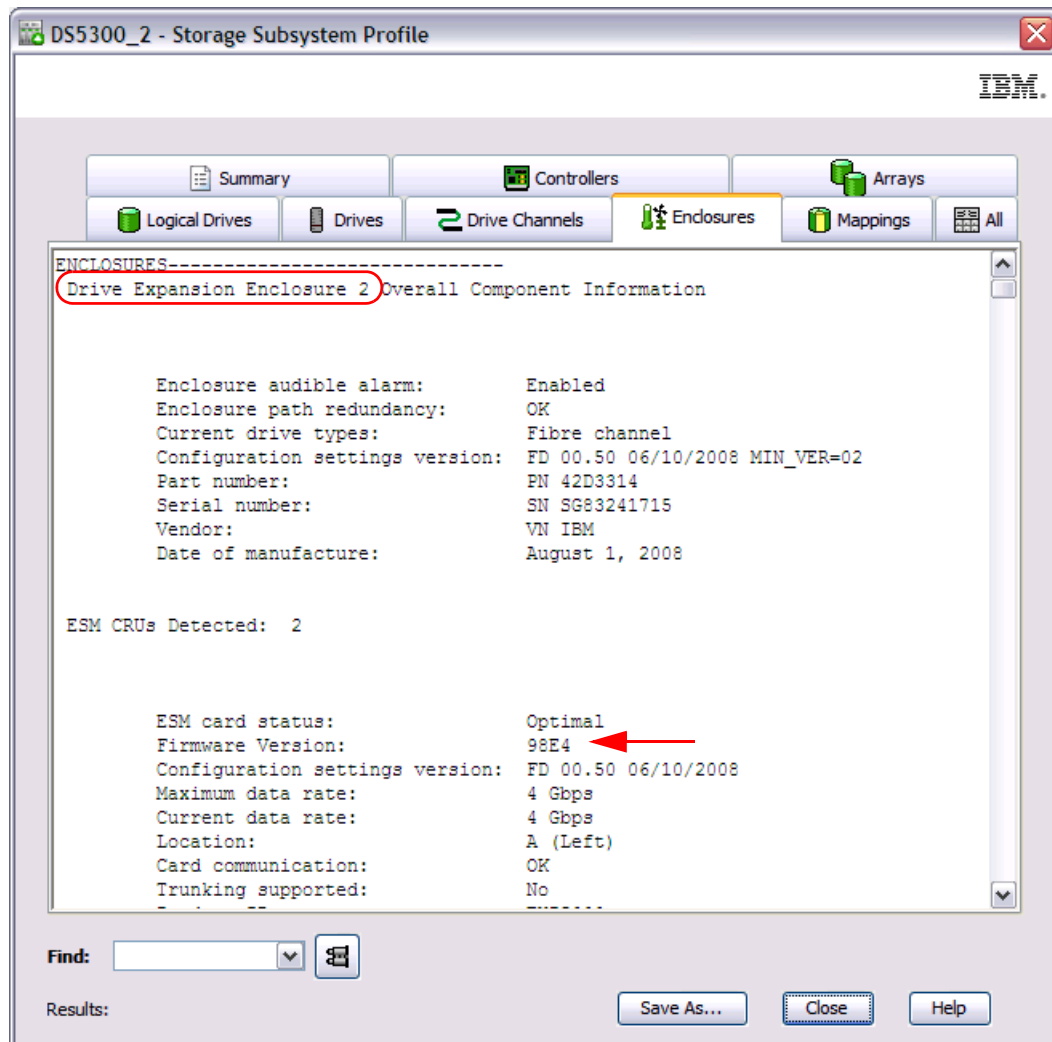 DS5300_2 - Storage Subsystem Profile
IBM.
Summary
Controllers
Arrays
Logical Drives
Drives
Drive Channels
Enclosures
Mappings
All
ENCLOSURES------------------------------
Drive Expansion Enclosure 2 Overall Component Information
Enclosure audible alarm: Enabled
Enclosure path redundancy: OK
Current drive types: Fibre channel
Configuration settings version: FD 00.50 06/10/2008 MIN_VER=02
Part number: PN 42D3314
Serial number: SN SG83241715
Vendor: VN IBM
Date of manufacture: August 1, 2008
ESM CRUs Detected: 2
ESM card status: Optimal
Firmware Version: 98E4
Configuration settings version: FD 00.50 06/10/2008
Maximum data rate: 4 Gbps
Current data rate: 4 Gbps
Location: A (Left)
Card communication: OK
Trunking supported: No
Find:
Results:
Save As...
Close
Help